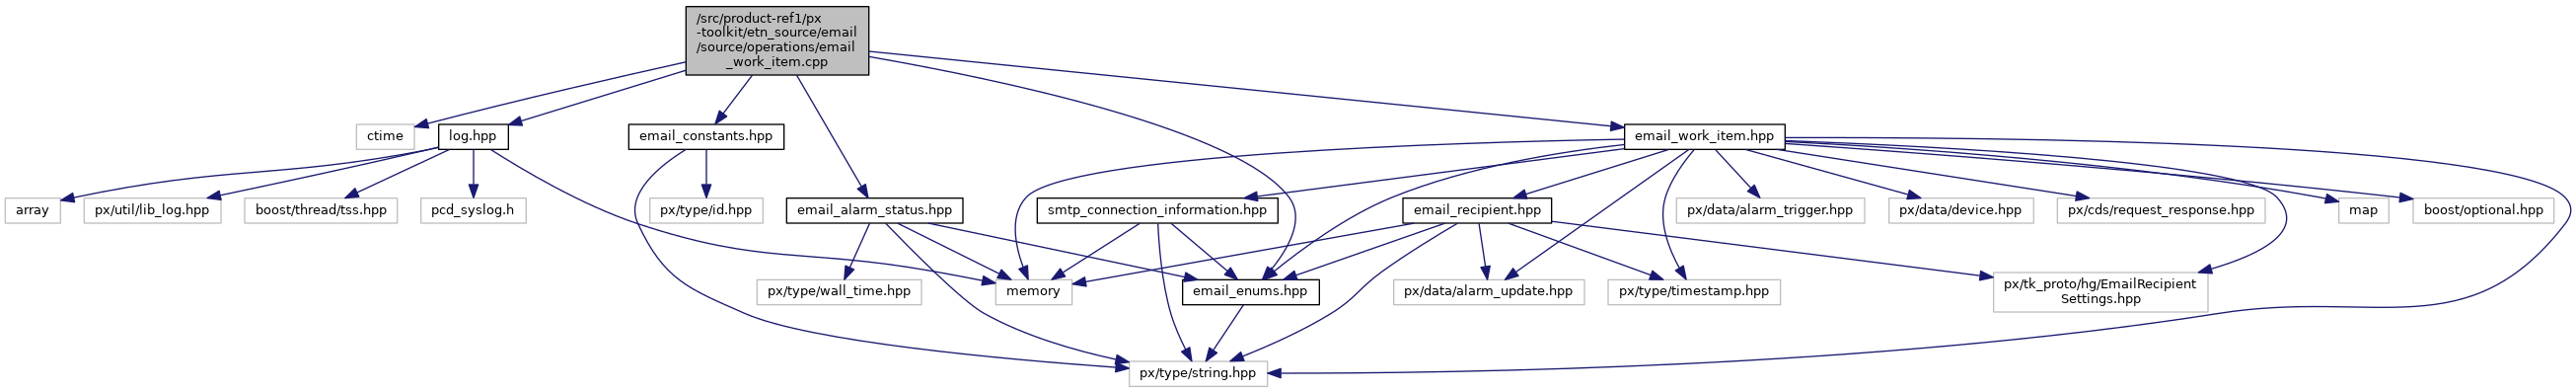 /src/product-ref1/px
-toolkit/etn_source/email
/source/operations/email
_work_item.cpp
ctime
log.hpp
email_constants.hpp
email_work_item.hpp
array
px/util/lib_log.hpp
boost/thread/tss.hpp
pcd_syslog.h
px/type/id.hpp
email_alarm_status.hpp
smtp_connection_information.hpp
email_recipient.hpp
px/data/alarm_trigger.hpp
px/data/device.hpp
px/cds/request_response.hpp
map
boost/optional.hpp
px/type/wall_time.hpp
memory
email_enums.hpp
px/data/alarm_update.hpp
px/type/timestamp.hpp
px/tk_proto/hg/EmailRecipient
Settings.hpp
px/type/string.hpp